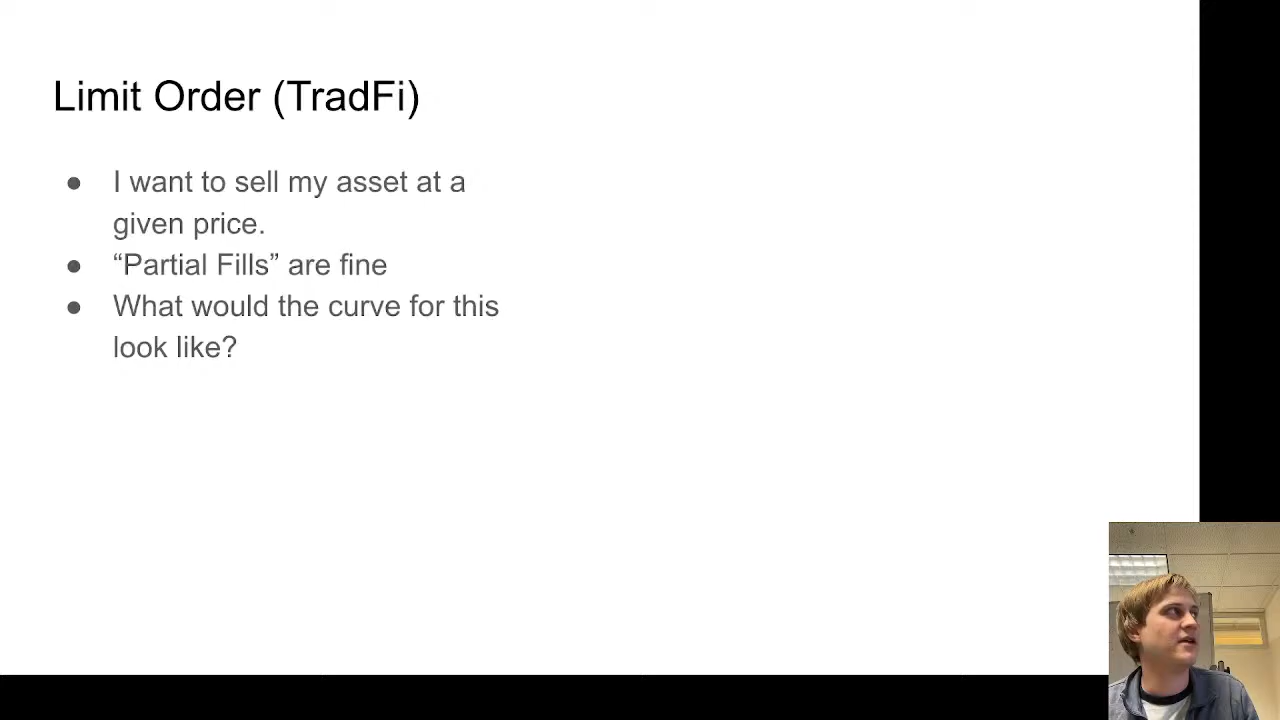 Limit Order (TradFi)
● I want to sell my asset at a
given price.
● “Partial Fills” are fine
● What would the curve for this
look like?